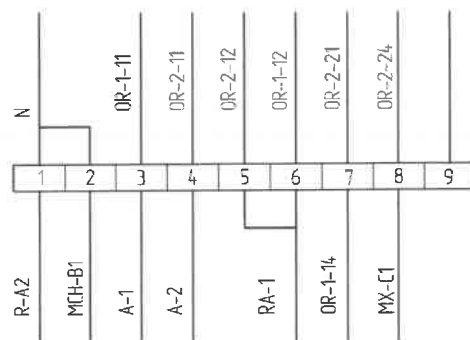 N
OR-1-11
OR-2-11
OR-2-12
OR-1-12
OR-2-21
OR-2-24
1 2 3 4 5 6 7 8 9
R-A2
MCH-B1
A-1
A-2
RA-1
OR-1-14
MX-C1